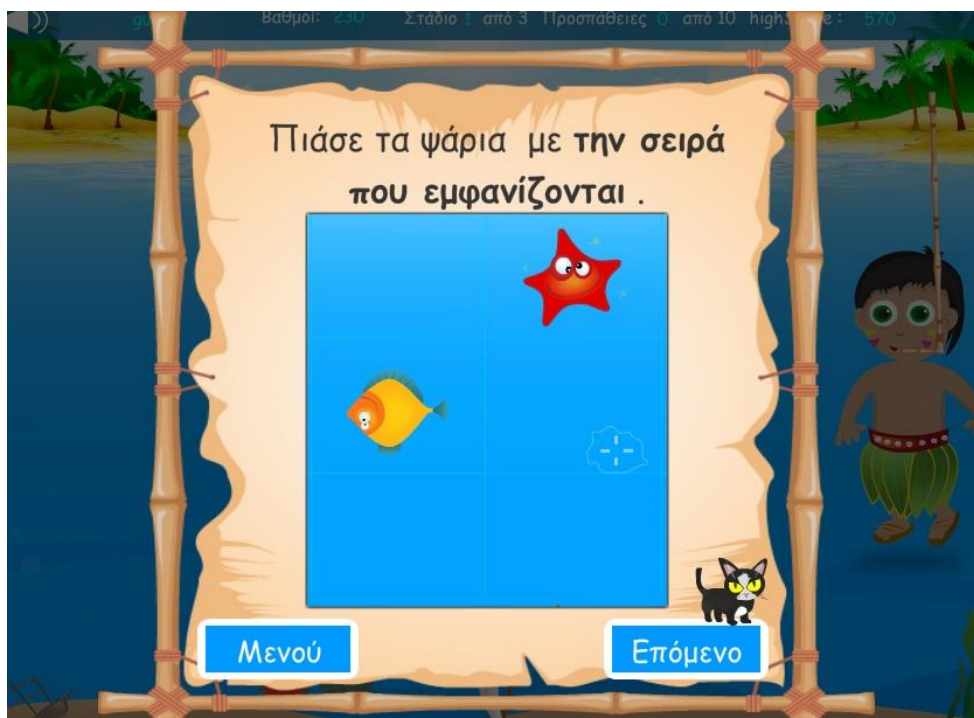 Βαθμοί: 230 Στάδιο 1 από 3 Προσπάθειες 0 από 10 : 570
Πιάσε τα ψάρια με την σειρά
που εμφανίζονται .
Μενού
Επόμενο